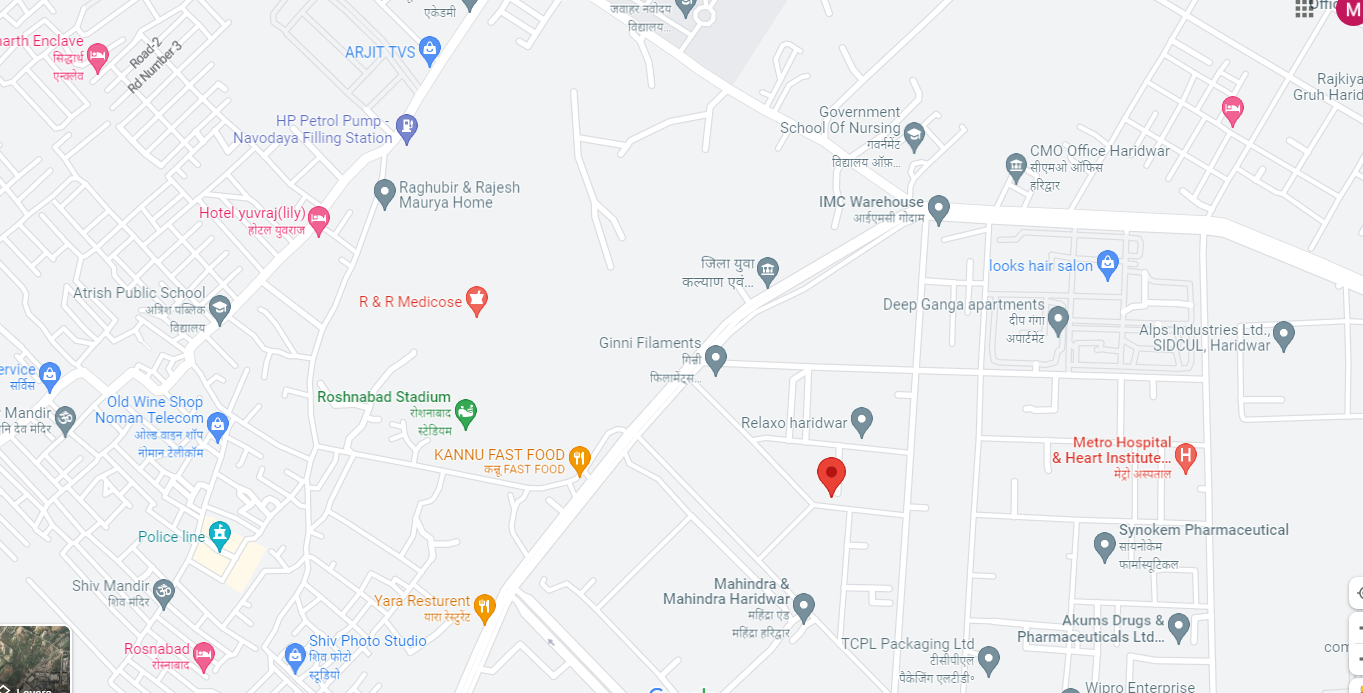 एकेडमी
जवाहर नवोदय
विद्यालय...
M
arth Enclave
सिद्धार्थ
एन्क्लेव
Road-2
Rd Number 3
ARJIT TVS
Rajkiya
Gruh Harid
HP Petrol Pump -
Navodaya Filling Station
Government
School Of Nursing
गवर्नमेंट
विद्यालय ऑफ़...
CMO Office Haridwar
सीएमओ ऑफिस
हरिद्वार
Raghubir & Rajesh
Maurya Home
Hotel yuvraj(lily)
होटल युवराज
IMC Warehouse
आईएमसी गोदाम
जिला युवा
कल्याण एवं...
looks hair salon
Atrish Public School
अत्रिश पब्लिक
विद्यालय
R & R Medicose
Deep Ganga apartments
दीप गंगा
अपार्टमेंट
Alps Industries Ltd.,
SIDCUL, Haridwar
Ginni Filaments
गिन्नी
फिलामेंट्स...
ervice
सर्विस
Old Wine Shop
Noman Telecom
ओल्ड वाइन शॉप
नोमान टेलीकॉम
Mandir
नि देव मंदिर
Roshnabad Stadium
रोशनाबाद
स्टेडियम
Relaxo haridwar
KANNU FAST FOOD
कन्नू FAST FOOD
Metro Hospital
& Heart Institute...
मेट्रो अस्पताल
Police line
Synokem Pharmaceutical
सायनोकेम
फार्मास्यूटिकल
Shiv Mandir
शिव मंदिर
Yara Resturent
यारा रेस्टुरेंट
Mahindra &
Mahindra Haridwar
महिंद्रा एंड
महिंद्रा हरिद्वार
Akums Drugs &
Pharmaceuticals Ltd...
Rosnabad
रोस्नाबाद
Shiv Photo Studio
शिव फोटो
स्टूडियो
TCPL Packaging Ltd
टीसीपीएल
पैकेजिंग एलटीडी॰
com
Wipro Enterprise
Layers